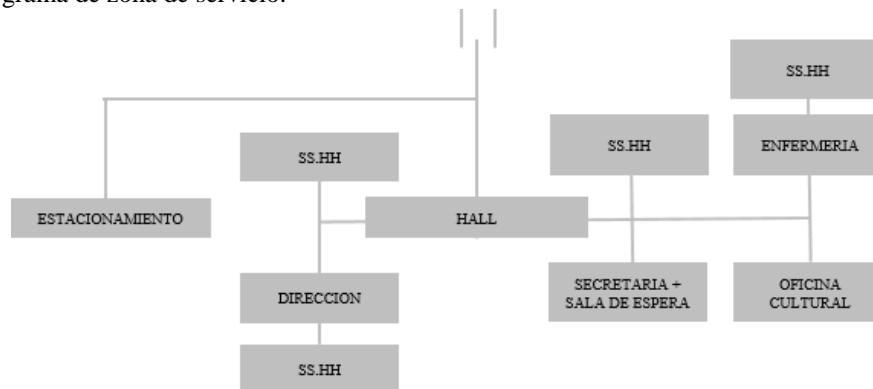 grama de zona de servicio.
SS.HH
SS.HH
SS.HH
ENFERMERIA
ESTACIONAMIENTO
HALL
DIRECCION
SECRETARIA +
SALA DE ESPERA
OFICINA
CULTURAL
SS.HH